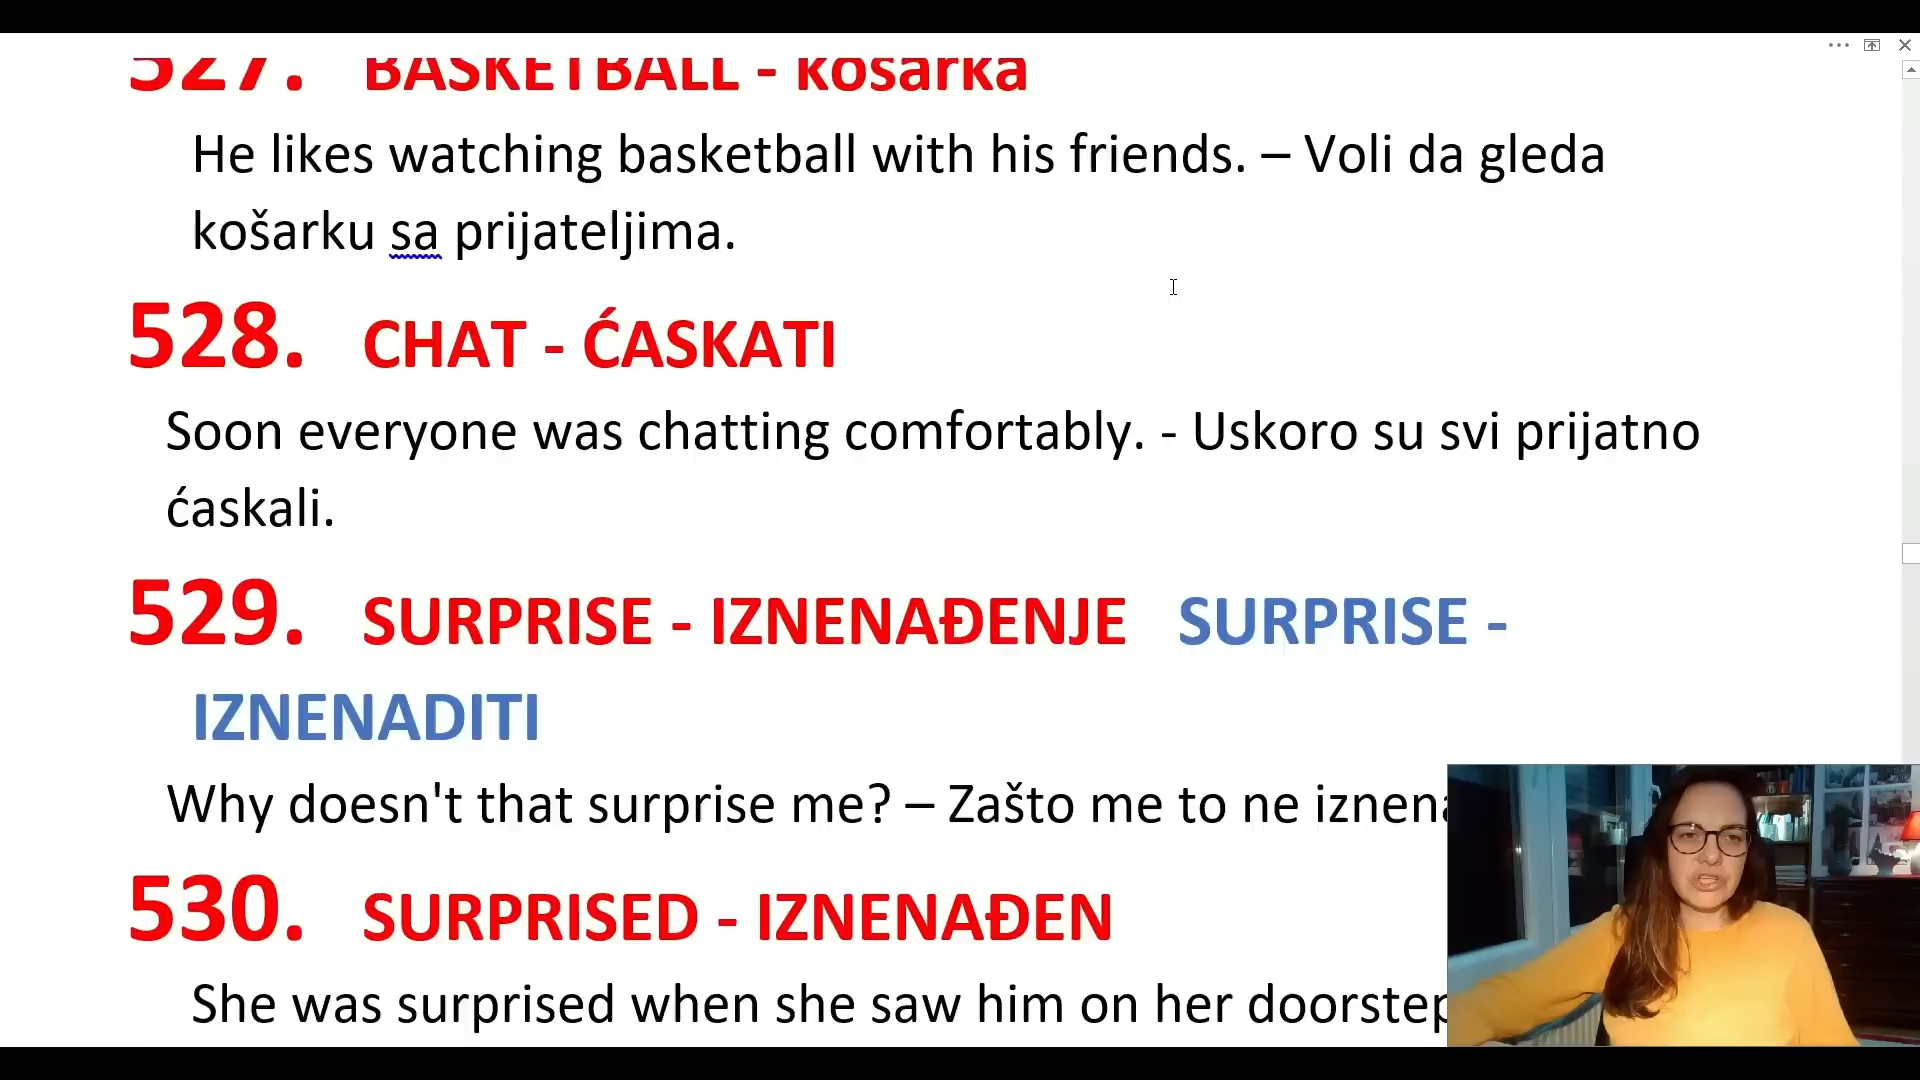 527. BASKETBALL - košarka
He likes watching basketball with his friends. – Voli da gleda
košarku sa prijateljima.
528. CHAT - ĆASKATI
Soon everyone was chatting comfortably. - Uskoro su svi prijatno
ćaskali.
529. SURPRISE - IZNENAĐENJE SURPRISE -
IZNENADITI
Why doesn't that surprise me? – Zašto me to ne
530. SURPRISED - IZNENAĐEN
She was surprised when she saw him on her doorstep